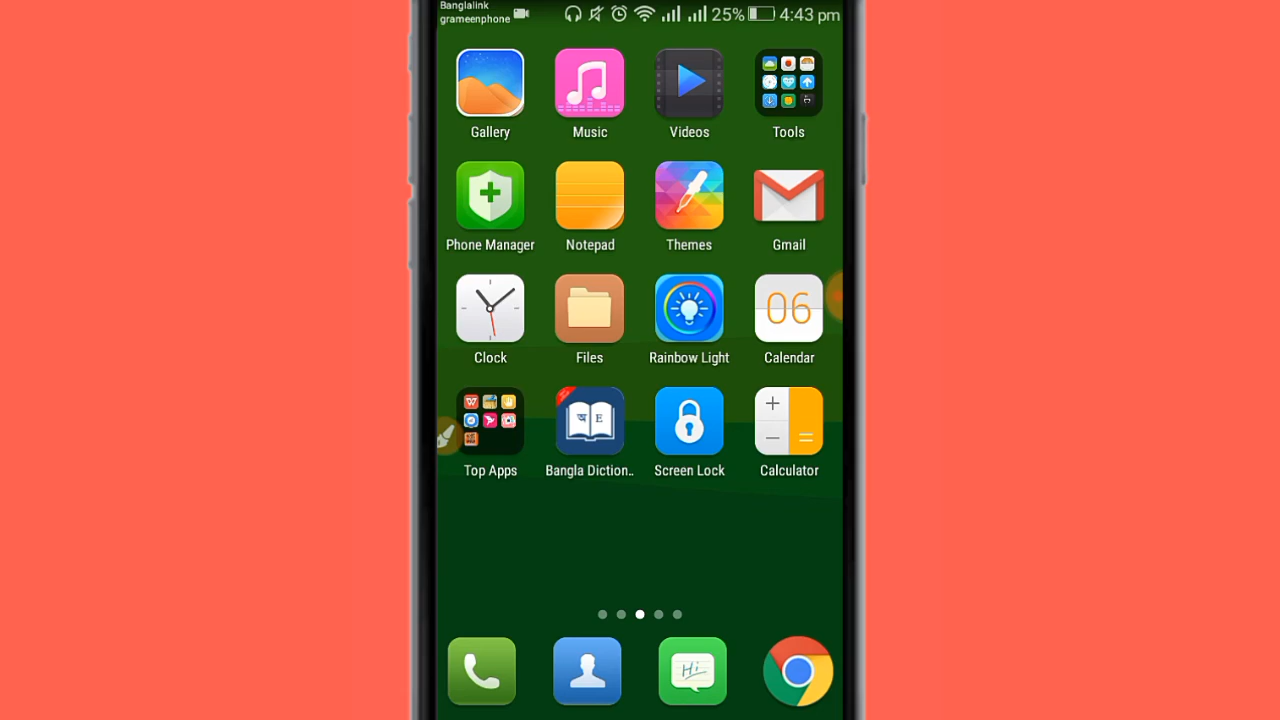 Banglalink
grameenphone
25% 4:43 pm
Gallery Music Videos Tools
Phone Manager Notepad Themes Gmail
06
Clock Files Rainbow Light Calendar
অ E
Top Apps Bangla Diction.. Screen Lock Calculator
Hi